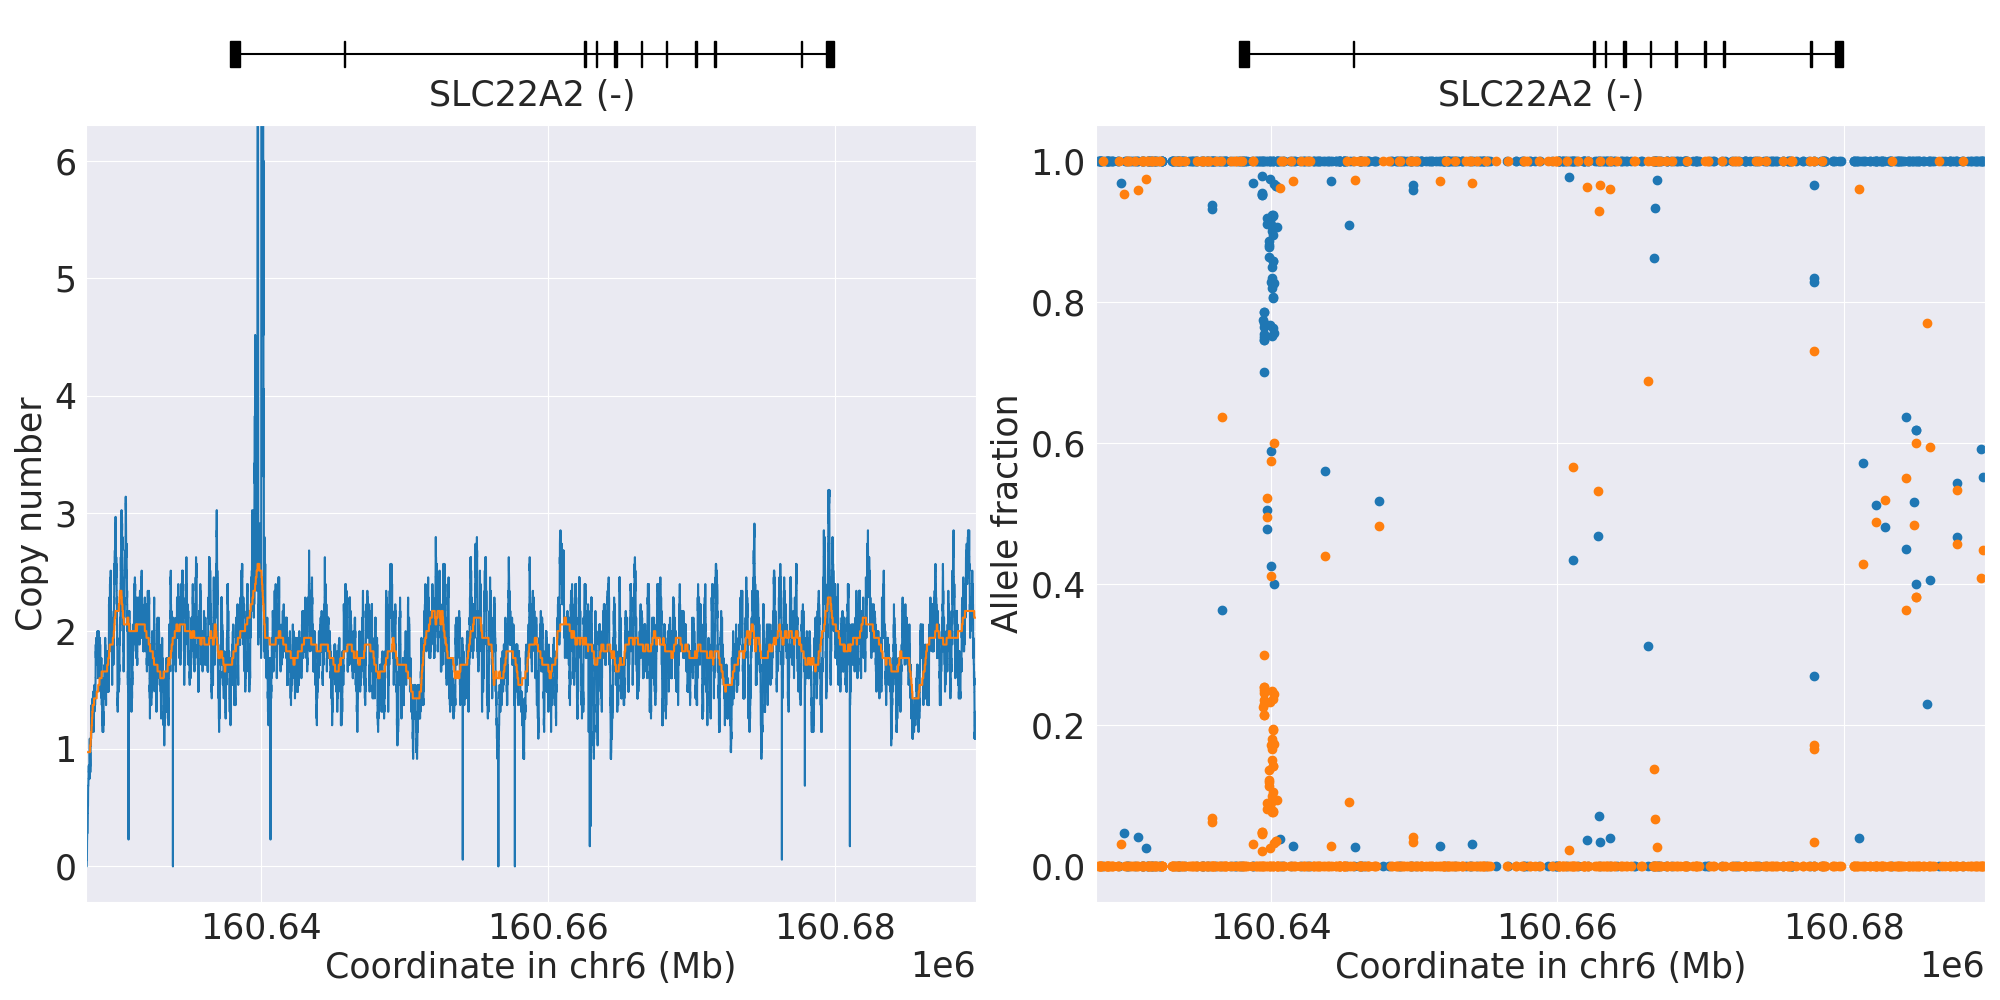 SLC22A2 (-)
Copy number
6
5
4
3
2
1
0
160.64
160.66
160.68
Coordinate in chr6 (Mb)
1e6
SLC22A2 (-)
Allele fraction
1.0
0.8
0.6
0.4
0.2
0.0
160.64
160.66
160.68
Coordinate in chr6 (Mb)
1e6